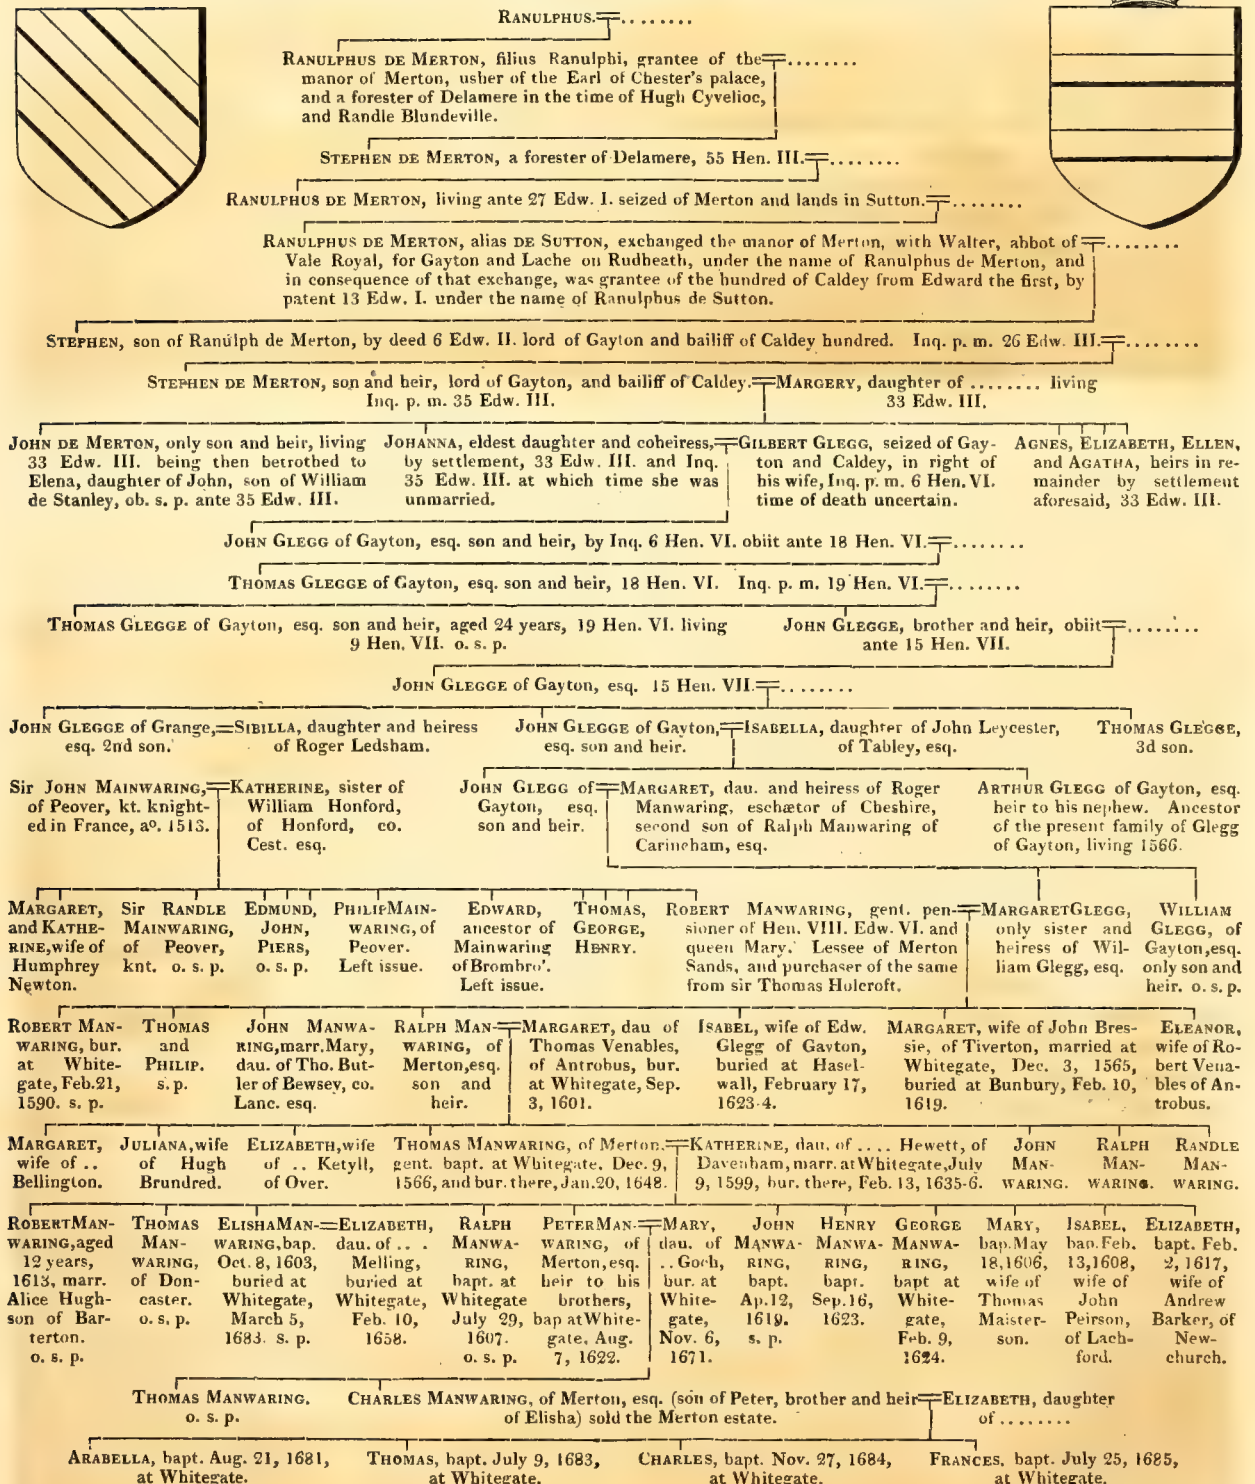 RANULPHUS.........
RANULPHUS DE MERTON, filius Ranulphi, grantee of the ........
manor of Merton, usher of the Earl of Chester's palace,
and a forester of Delamere in the time of Hugh Cyvelioc,
and Randle Blundeville.
STEPHEN DE MERTON, a forester of Delamere, 55 Hen. III. ........
RANULPHUS DE MERTON, living ante 27 Edw. I. seized of Merton and lands in Sutton. ........
RANULPHUS DE MERTON, alias DE SUTTON, exchanged the manor of Merton, with Walter, abbot of ........
Vale Royal, for Gayton and Lache on Rudheath, under the name of Ranulphus de Merton, and
in consequence of that exchange, was grantee of the hundred of Caldey from Edward the first, by
patent 13 Edw. I. under the name of Ranulphus de Sutton.
STEPHEN, son of Ranulph de Merton, by deed 6 Edw. II. lord of Gayton and bailiff of Caldey hundred. Inq. p. m. 26 Edw. III. ........
STEPHEN DE MERTON, son and heir, lord of Gayton, and bailiff of Caldey.
Inq. p. m. 35 Edw. III.
MARGERY, daughter of ........ living
33 Edw. III.
JOHN DE MERTON, only son and heir, living
33 Edw. III. being then betrothed to
Elena, daughter of John, son of William
de Stanley, ob. s. p. ante 35 Edw. III.
JOHANNA, eldest daughter and coheiress,
by settlement, 33 Edw. III. and Inq.
35 Edw. III. at which time she was
unmarried.
GILBERT GLEGG, seized of Gay-
ton and Caldey, in right of
his wife, Inq. p. m. 6 Hen. VI.
time of death uncertain.
AGNES, ELIZABETH, ELLEN,
and AGATHA, heirs in re-
mainder by settlement
aforesaid, 33 Edw. III.
JOHN GLEGG of Gayton, esq. son and heir, by Inq. 6 Hen. VI. obiit ante 18 Hen. VI. ........
THOMAS GLEGGE of Gayton, esq. son and heir, 18 Hen. VI. Inq. p. m. 19 Hen. VI. ........
THOMAS GLEGGE of Gayton, esq. son and heir, aged 24 years, 19 Hen. VI. living
9 Hen. VII. o. s. p.
JOHN GLEGGE, brother and heir, obiit ........
ante 15 Hen. VII.
JOHN GLEGGE of Gayton, esq. 15 Hen. VII. ........
JOHN GLEGGE of Grange,
esq. 2nd son.
SIBILLA, daughter and heiress
of Roger Ledsham.
JOHN GLEGGE of Gayton,
esq. son and heir.
ISABELLA, daughter of John Leycester,
of Tabley, esq.
THOMAS GLEGGE,
3d son.
Sir JOHN MAINWARING,
of Peover, kt. knight-
ed in France, aº. 1513.
KATHERINE, sister of
William Honford,
of Honford, co.
Cest. esq.
JOHN GLEGG of
Gayton, esq.
son and heir.
MARGARET, dau. and heiress of Roger
Manwaring, eschætor of Cheshire,
second son of Ralph Manwaring of
Carincham, esq.
ARTHUR GLEGG of Gayton, esq.
heir to his nephew. Ancestor
of the present family of Glegg
of Gayton, living 1566.
MARGARET,
and KATHE-
RINE, wife of
Humphrey
Newton.
Sir RANDLE
MAINWARING,
of Peover,
knt. o. s. p.
EDMUND,
JOHN,
PIERS,
o. s. p.
PHILIP MAIN-
WARING, of
Peover.
Left issue.
EDWARD,
ancestor of
Mainwaring
of Brombro'.
Left issue.
THOMAS,
GEORGE,
HENRY.
ROBERT MANWARING, gent. pen-
sioner of Hen. VIII. Edw. VI. and
queen Mary. Lessee of Merton
Sands, and purchaser of the same
from sir Thomas Holcroft.
MARGARET GLEGG,
only sister and
heiress of Wil-
liam Glegg, esq.
WILLIAM
GLEGG, of
Gayton, esq.
only son and
heir. o. s. p.
ROBERT MAN-
WARING, bur.
at White-
gate, Feb. 21,
1590. s. p.
THOMAS
and
PHILIP.
s. p.
JOHN MANWA-
RING, marr. Mary,
dau. of Tho. But-
ler of Bewsey, co.
Lanc. esq.
RALPH MAN-
WARING, of
Merton, esq.
son and
heir.
MARGARET, dau of
Thomas Venables,
of Antrobus, bur.
at Whitegate, Sep.
3, 1601.
ISABEL, wife of Edw.
Glegg of Gayton,
buried at Hasel-
wall, February 17,
1623-4.
MARGARET, wife of John Bres-
sie, of Tiverton, married at
Whitegate, Dec. 3, 1565,
buried at Bunbury, Feb. 10,
1619.
ELEANOR,
wife of Ro-
bert Vena-
bles of An-
trobus.
MARGARET,
wife of ..
Bellington.
JULIANA, wife
of Hugh
Brundred.
ELIZABETH, wife
of .. Ketyll,
of Over.
THOMAS MANWARING, of Merton.
gent. bapt. at Whitegate. Dec. 9,
1566, and bur. there, Jan. 20, 1648.
KATHERINE, dau. of .... Hewett, of
Davenham, marr. at Whitegate, July
9, 1599, bur. there, Feb. 13, 1635-6.
JOHN
MAN-
WARING.
RALPH
MAN-
WARING.
RANDLE
MAN-
WARING.
ROBERT MAN-
WARING, aged
12 years,
1613, marr.
Alice Hugh-
son of Bar-
terton.
o. s. p.
THOMAS
MAN-
WARING,
of Don-
caster.
o. s. p.
ELISHA MAN-
WARING, bap.
Oct. 8, 1603,
buried at
Whitegate,
March 5,
1683. s. p.
ELIZABETH,
dau. of .. .
Melling,
buried at
Whitegate,
Feb. 10,
1658.
RALPH
MANWA-
RING,
bapt. at
Whitegate
July 29,
1607.
o. s. p.
PETER MAN-
WARING, of
Merton, esq.
heir to his
brothers,
bap at White-
gate, Aug.
7, 1622.
MARY,
dau. of
.. Goch,
bur. at
White-
gate,
Nov. 6,
1671.
JOHN
MANWA-
RING,
bapt.
Ap. 12,
1619.
s. p.
HENRY
MANWA-
RING,
bapt.
Sep. 16,
1623.
GEORGE
MANWA-
RING,
bapt at
White-
gate,
Feb. 9,
1624.
MARY,
bap. May
18, 1606,
wife of
Thomas
Maister-
son.
ISABEL,
bap. Feb.
13, 1608,
wife of
John
Peirson,
of Lach-
ford.
ELIZABETH,
bapt. Feb.
2, 1617,
wife of
Andrew
Barker, of
New-
church.
THOMAS MANWARING.
o. s. p.
CHARLES MANWARING, of Merton, esq. (son of Peter, brother and heir
of Elisha) sold the Merton estate.
ELIZABETH, daughter
of ........
ARABELLA, bapt. Aug. 21, 1681,
at Whitegate.
THOMAS, bapt. July 9, 1683,
at Whitegate.
CHARLES, bapt. Nov. 27, 1684,
at Whitegate.
FRANCES, bapt. July 25, 1685,
at Whitegate.